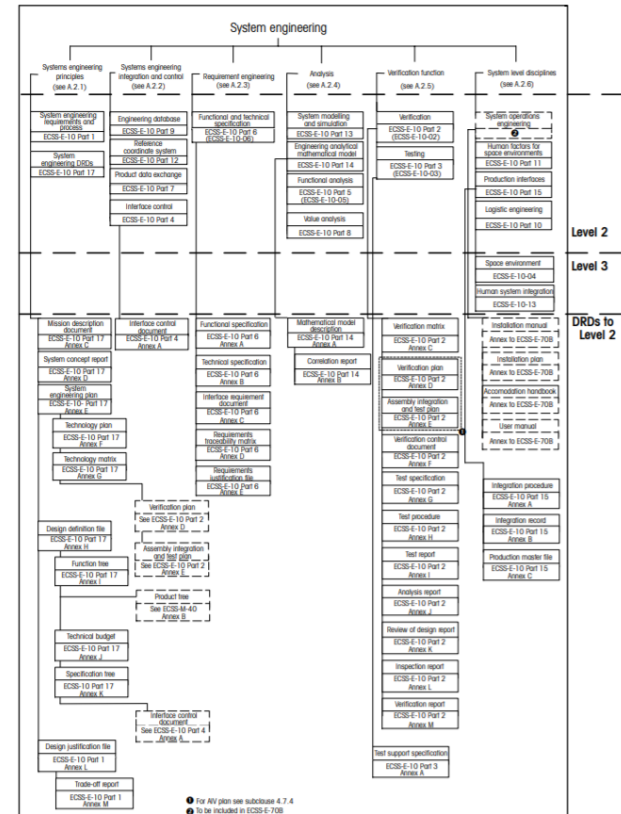 System engineering
Systems engineering
principles
(see A.2.1)
Systems engineering
integration and control
(see A.2.2)
Requirement engineering
(see A.2.3)
Analysis
(see A.2.4)
Verification function
(see A.2.5)
System level disciplines
(see A.2.6)
System engineering
requirements and
process
ECSS-E-10 Part 1
System
engineering DRDs
ECSS-E-10 Part 17
Engineering database
ECSS-E-10 Part 9
Reference
coordinate system
ECSS-E-10 Part 12
Product data exchange
ECSS-E-10 Part 7
Interface control
ECSS-E-10 Part 4
Functional and technical
specification
ECSS-E-10 Part 6
(ECSS-E-10-06)
System modelling
and simulation
ECSS-E-10 Part 13
Engineering analytical
mathematical model
ECSS-E-10 Part 14
Functional analysis
ECSS-E-10 Part 5
(ECSS-E-10-05)
Value analysis
ECSS-E-10 Part 8
Verification
ECSS-E-10 Part 2
(ECSS-E-10-02)
Testing
ECSS-E-10 Part 3
(ECSS-E-10-03)
System operations
engineering
2
Human factors for
space environments
ECSS-E-10 Part 11
Production interfaces
ECSS-E-10 Part 15
Logistic engineering
ECSS-E-10 Part 10
Level 2
Space environment
ECSS-E-10-04
Human system integration
ECSS-E-10-13
Level 3
DRDs to
Level 2
Mission description
document
ECSS-E-10 Part 17
Annex C
System concept report
ECSS-E-10 Part 17
Annex D
System
engineering plan
ECSS-E-10- Part 17
Annex E
Technology plan
ECSS-E-10 Part 17
Annex F
Technology matrix
ECSS-E-10 Part 17
Annex G
Verification plan
See ECSS-E-10 Part 2
Annex D
Assembly integration
and test plan
See ECSS-E-10 Part 2
Annex E
Design definition file
ECSS-E-10 Part 17
Annex H
Function tree
ECSS-E-10 Part 17
Annex I
Product tree
See ECSS-M-40
Annex B
Technical budget
ECSS-E-10 Part 17
Annex J
Specification tree
ECSS-10 Part 17
Annex K
Interface control
document
See ECSS-E-10 Part 4
Annex A
Design justification file
ECSS-E-10 Part 1
Annex L
Trade-off report
ECSS-E-10 Part 1
Annex M
Interface control
document
ECSS-E-10 Part 4
Annex A
Functional specification
ECSS-E-10 Part 6
Annex A
Technical specification
ECSS-E-10 Part 6
Annex B
Interface requirement
document
ECSS-E-10 Part 6
Annex C
Requirements
traceability matrix
ECSS-E-10 Part 6
Annex D
Requirements
justification file
ECSS-E-10 Part 6
Annex E
Mathematical model
description
ECSS-E-10 Part 14
Annex A
Correlation report
ECSS-E-10 Part 14
Annex B
Verification matrix
ECSS-E-10 Part 2
Annex C
Verification plan
ECSS-E-10 Part 2
Annex D
Assembly integration
and test plan
ECSS-E-10 Part 2
Annex E
1
Verification control
document
ECSS-E-10 Part 2
Annex F
Test specification
ECSS-E-10 Part 2
Annex G
Test procedure
ECSS-E-10 Part 2
Annex H
Test report
ECSS-E-10 Part 2
Annex I
Analysis report
ECSS-E-10 Part 2
Annex J
Review of design report
ECSS-E-10 Part 2
Annex K
Inspection report
ECSS-E-10 Part 2
Annex L
Verification report
ECSS-E-10 Part 2
Annex M
Test support specification
ECSS-E-10 Part 3
Annex A
Installation manual
Annex to ECSS-E-70B
Installation plan
Annex to ECSS-E-70B
Accomodation handbook
Annex to ECSS-E-70B
User manual
Annex to ECSS-E-70B
Integration procedure
ECSS-E-10 Part 15
Annex A
Integration record
ECSS-E-10 Part 15
Annex B
Production master file
ECSS-E-10 Part 15
Annex C
1 For AIV plan see subclause 4.7.4
2 To be included in ECSS-E-70B